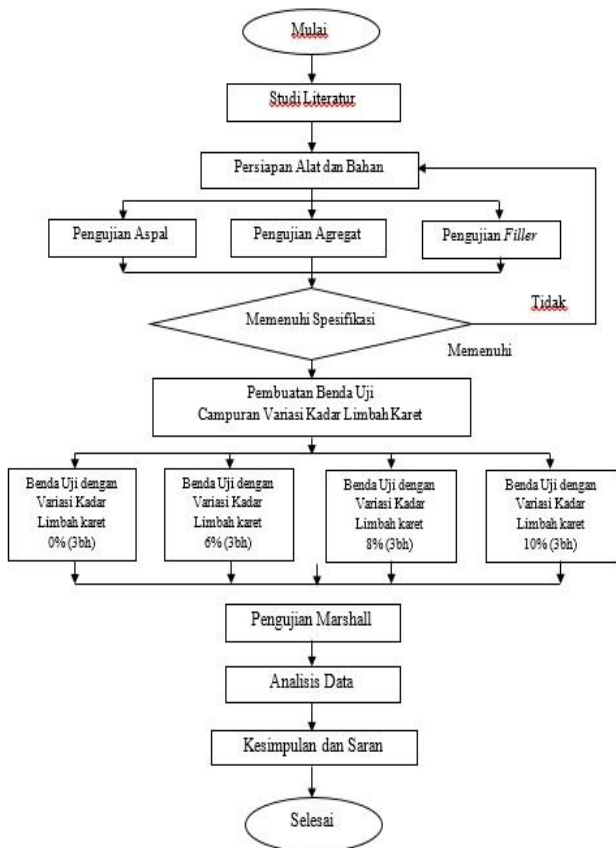 Mulai
Studi Literatur
Persiapan Alat dan Bahan
Pengujian Aspal
Pengujian Agregat
Pengujian Filler
Memenuhi Spesifikasi
Tidak
Memenuhi
Pembuatan Benda Uji
Campuran Variasi Kadar Limbah Karet
Benda Uji dengan
Variasi Kadar
Limbah karet
0% (3bh)
Benda Uji dengan
Variasi Kadar
Limbah karet
6% (3bh)
Benda Uji dengan
Variasi Kadar
Limbah karet
8% (3bh)
Benda Uji dengan
Variasi Kadar
Limbah karet
10% (3bh)
Pengujian Marshall
Analisis Data
Kesimpulan dan Saran
Selesai